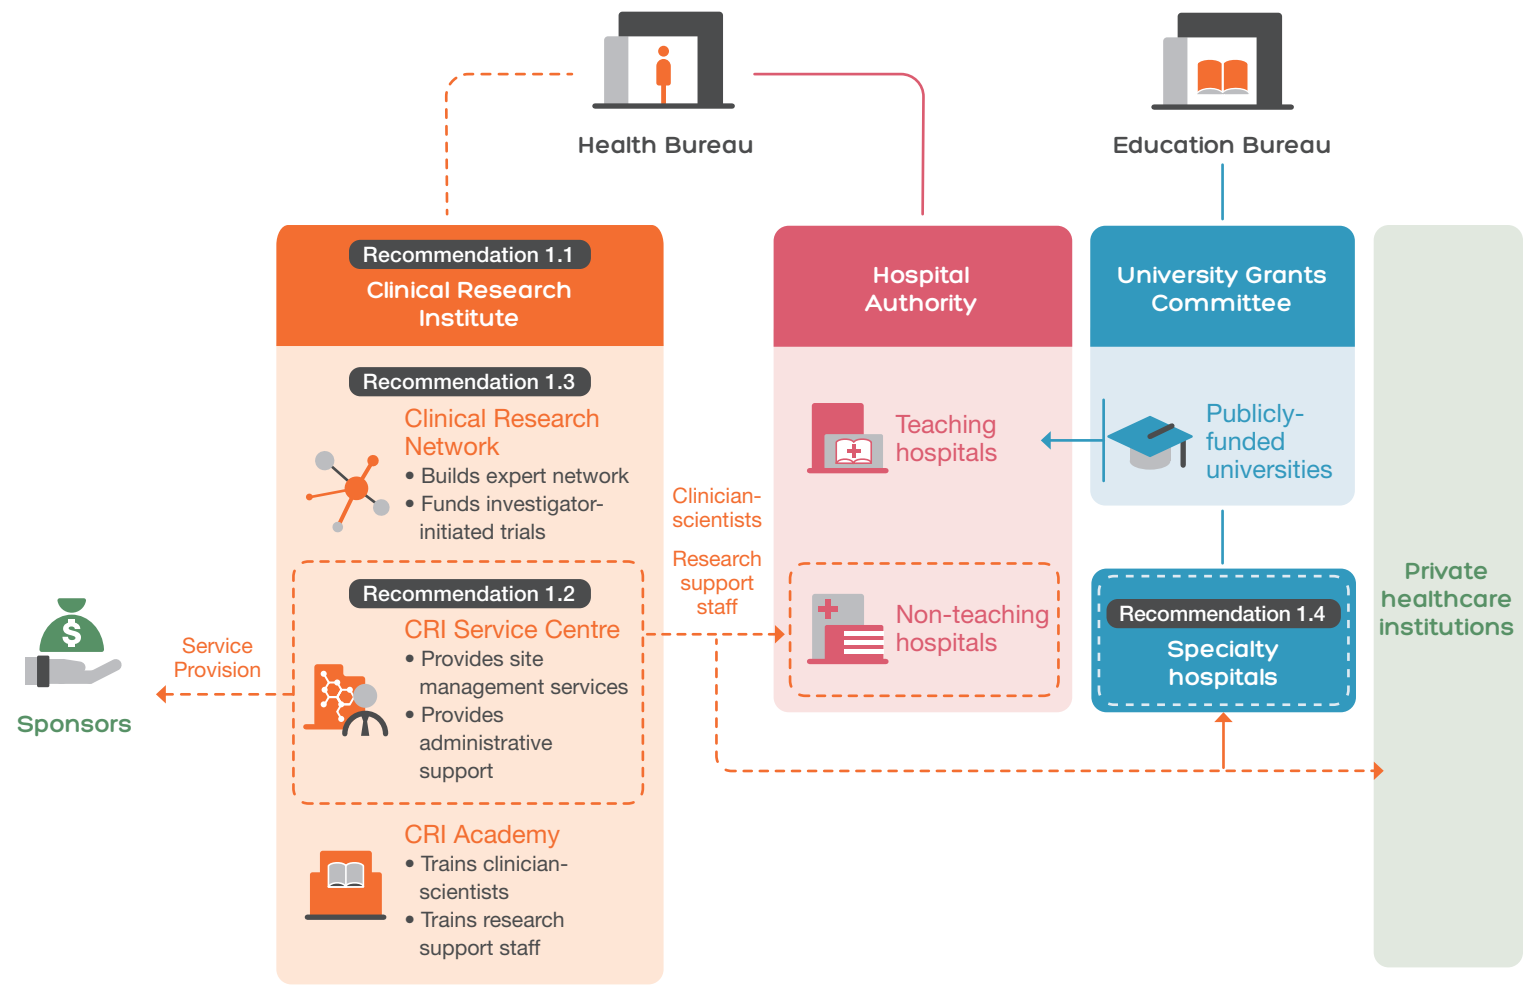 Health Bureau
Education Bureau
Recommendation 1.1
Clinical Research
Institute
Recommendation 1.3
Clinical Research
Network
• Builds expert network
• Funds investigator-
initiated trials
Recommendation 1.2
CRI Service Centre
• Provides site
management services
• Provides
administrative
support
CRI Academy
• Trains clinician-
scientists
• Trains research
support staff
Service
Provision
$
Sponsors
Clinician-
scientists
Research
support
staff
Hospital
Authority
Teaching
hospitals
Non-teaching
hospitals
University Grants
Committee
Publicly-
funded
universities
Recommendation 1.4
Specialty
hospitals
Private
healthcare
institutions